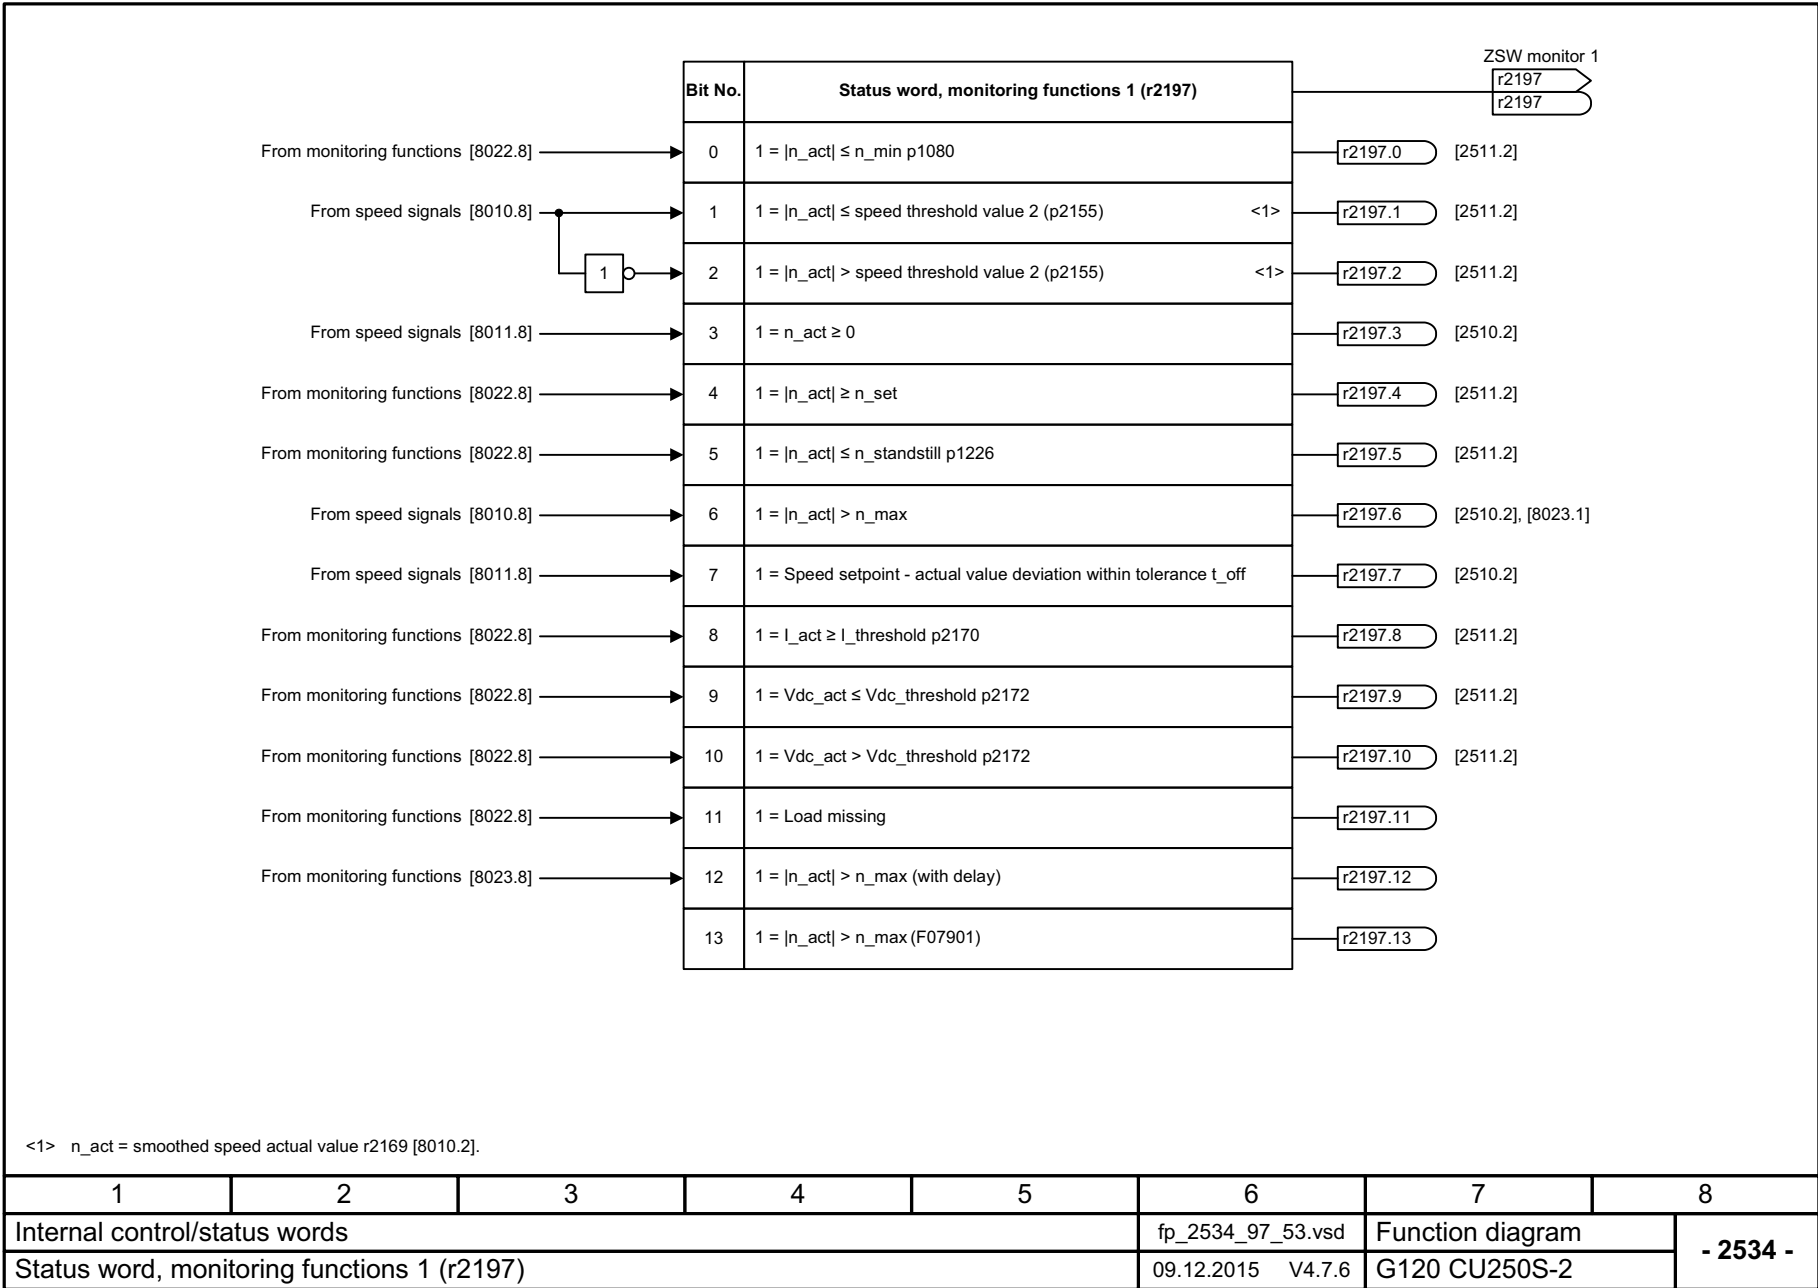 ZSW monitor 1
Bit No. Status word, monitoring functions 1 (r2197) r2197
r2197
From monitoring functions [8022.8] 0 1 = |n_act| ≤ n_min p1080 r2197.0 [2511.2]
From speed signals [8010.8] 1 1 = |n_act| ≤ speed threshold value 2 (p2155) <1> r2197.1 [2511.2]
1 2 1 = |n_act| > speed threshold value 2 (p2155) <1> r2197.2 [2511.2]
From speed signals [8011.8] 3 1 = n_act ≥ 0 r2197.3 [2510.2]
From monitoring functions [8022.8] 4 1 = |n_act| ≥ n_set r2197.4 [2511.2]
From monitoring functions [8022.8] 5 1 = |n_act| ≤ n_standstill p1226 r2197.5 [2511.2]
From speed signals [8010.8] 6 1 = |n_act| > n_max r2197.6 [2510.2], [8023.1]
From speed signals [8011.8] 7 1 = Speed setpoint - actual value deviation within tolerance t_off r2197.7 [2510.2]
From monitoring functions [8022.8] 8 1 = I_act ≥ I_threshold p2170 r2197.8 [2511.2]
From monitoring functions [8022.8] 9 1 = Vdc_act ≤ Vdc_threshold p2172 r2197.9 [2511.2]
From monitoring functions [8022.8] 10 1 = Vdc_act > Vdc_threshold p2172 r2197.10 [2511.2]
From monitoring functions [8022.8] 11 1 = Load missing r2197.11
From monitoring functions [8023.8] 12 1 = |n_act| > n_max (with delay) r2197.12
13 1 = |n_act| > n_max (F07901) r2197.13
<1> n_act = smoothed speed actual value r2169 [8010.2].
1 2 3 4 5 6 7 8
Internal control/status words fp_2534_97_53.vsd Function diagram - 2534 -
Status word, monitoring functions 1 (r2197) 09.12.2015 V4.7.6 G120 CU250S-2